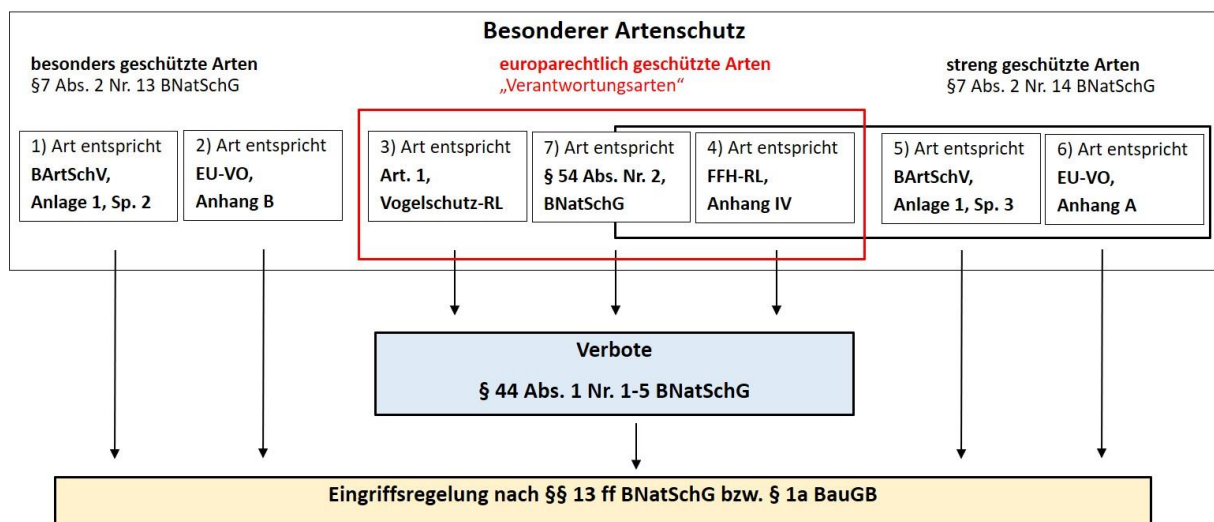 Besonderer Artenschutz
besonders geschützte Arten
§7 Abs. 2 Nr. 13 BNatSchG
europarechtlich geschützte Arten
„Verantwortungsarten“
streng geschützte Arten
§7 Abs. 2 Nr. 14 BNatSchG
1) Art entspricht
BArtSchV,
Anlage 1, Sp. 2
2) Art entspricht
EU-VO,
Anhang B
3) Art entspricht
Art. 1,
Vogelschutz-RL
7) Art entspricht
§ 54 Abs. Nr. 2,
BNatSchG
4) Art entspricht
FFH-RL,
Anhang IV
5) Art entspricht
BArtSchV,
Anlage 1, Sp. 3
6) Art entspricht
EU-VO,
Anhang A
Verbote
§ 44 Abs. 1 Nr. 1-5 BNatSchG
Eingriffsregelung nach §§ 13 ff BNatSchG bzw. § 1a BauGB